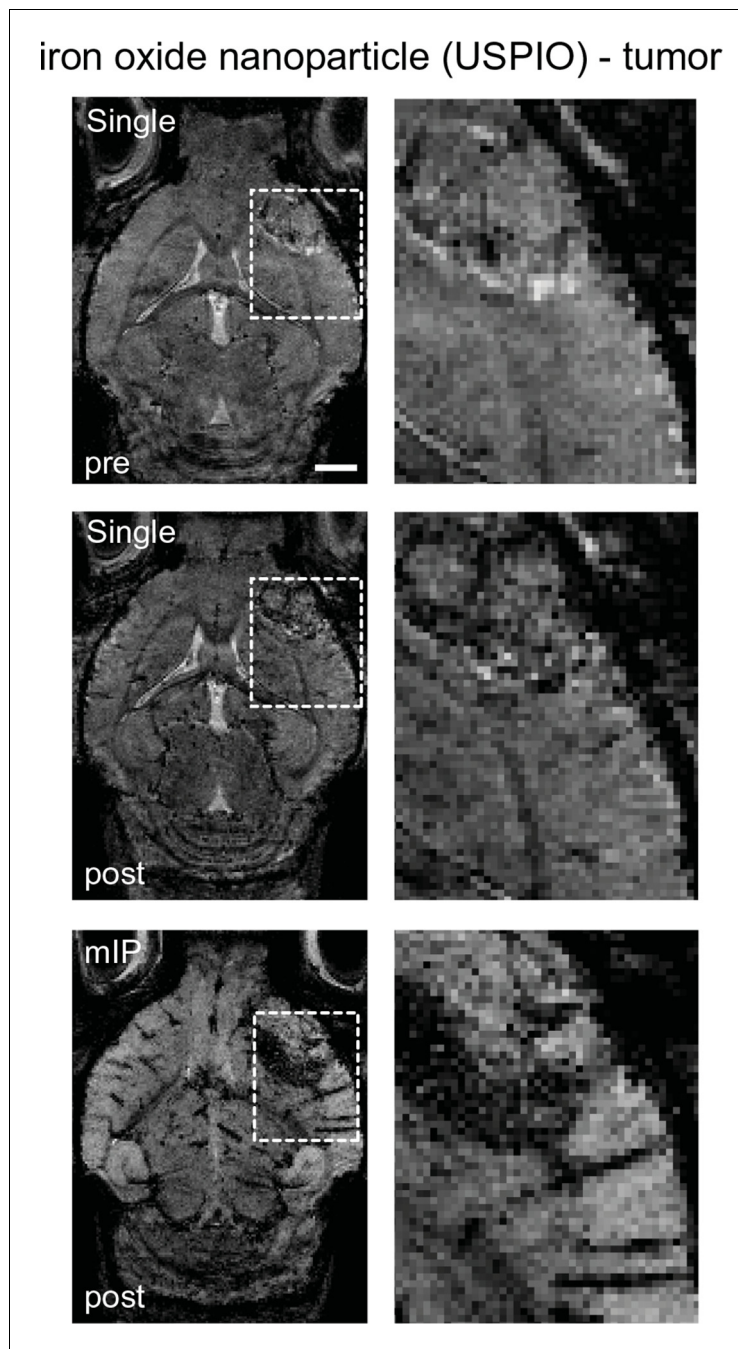 iron oxide nanoparticle (USPIO) - tumor
Single
pre
Single
post
mIP
post